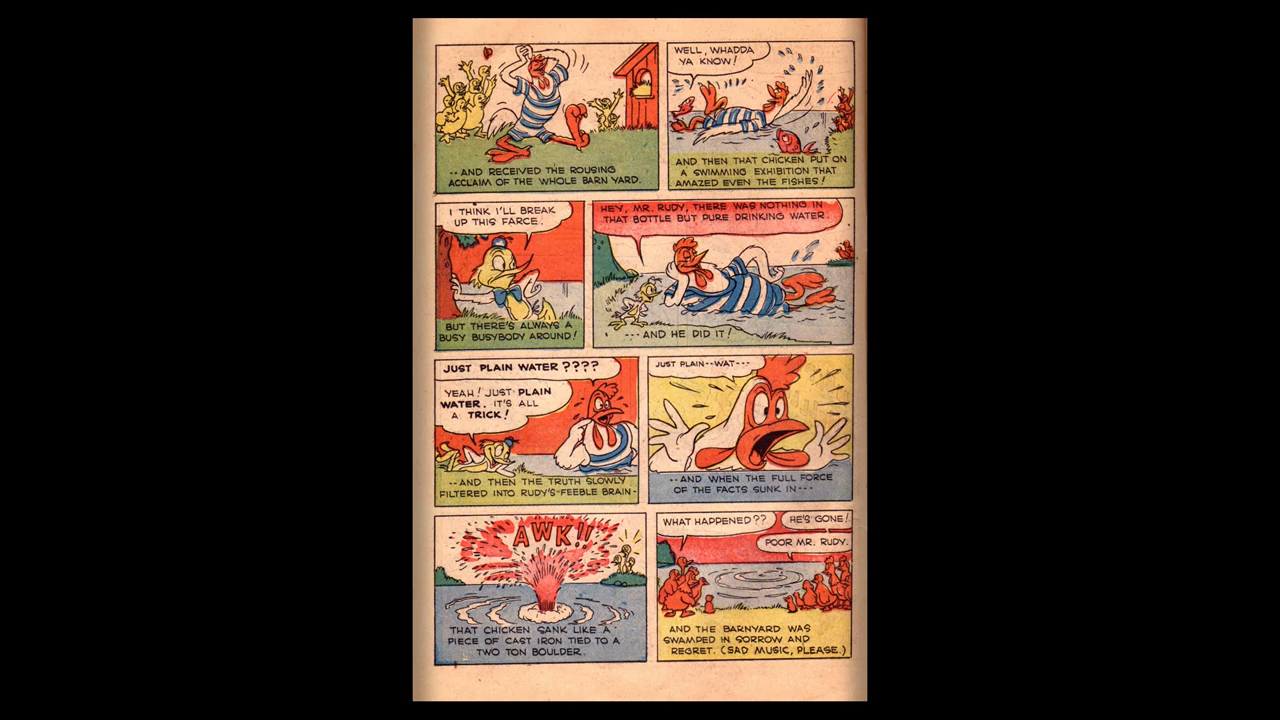 --AND RECEIVED THE ROUSING
ACCLAIM OF THE WHOLE BARN YARD.
WELL, WHADDA
YA KNOW!
AND THEN THAT CHICKEN PUT ON
A SWIMMING EXHIBITION THAT
AMAZED EVEN THE FISHES!
I THINK I'LL BREAK
UP THIS FARCE.
BUT THERE'S ALWAYS A
BUSY BUSYBODY AROUND!
HEY, MR. RUDY, THERE WAS NOTHING IN
THAT BOTTLE BUT PURE DRINKING WATER.
---AND HE DID IT!
JUST PLAIN WATER????
YEAH! JUST PLAIN
WATER. IT'S ALL
A TRICK!
--AND THEN THE TRUTH SLOWLY
FILTERED INTO RUDY'S FEEBLE BRAIN-
JUST PLAIN--WAT---
--AND WHEN THE FULL FORCE
OF THE FACTS SUNK IN---
AWK!!
THAT CHICKEN SANK LIKE A
PIECE OF CAST IRON TIED TO A
TWO TON BOULDER.
WHAT HAPPENED??
HE'S GONE!
POOR MR. RUDY.
AND THE BARNYARD WAS
SWAMPED IN SORROW AND
REGRET. (SAD MUSIC, PLEASE.)